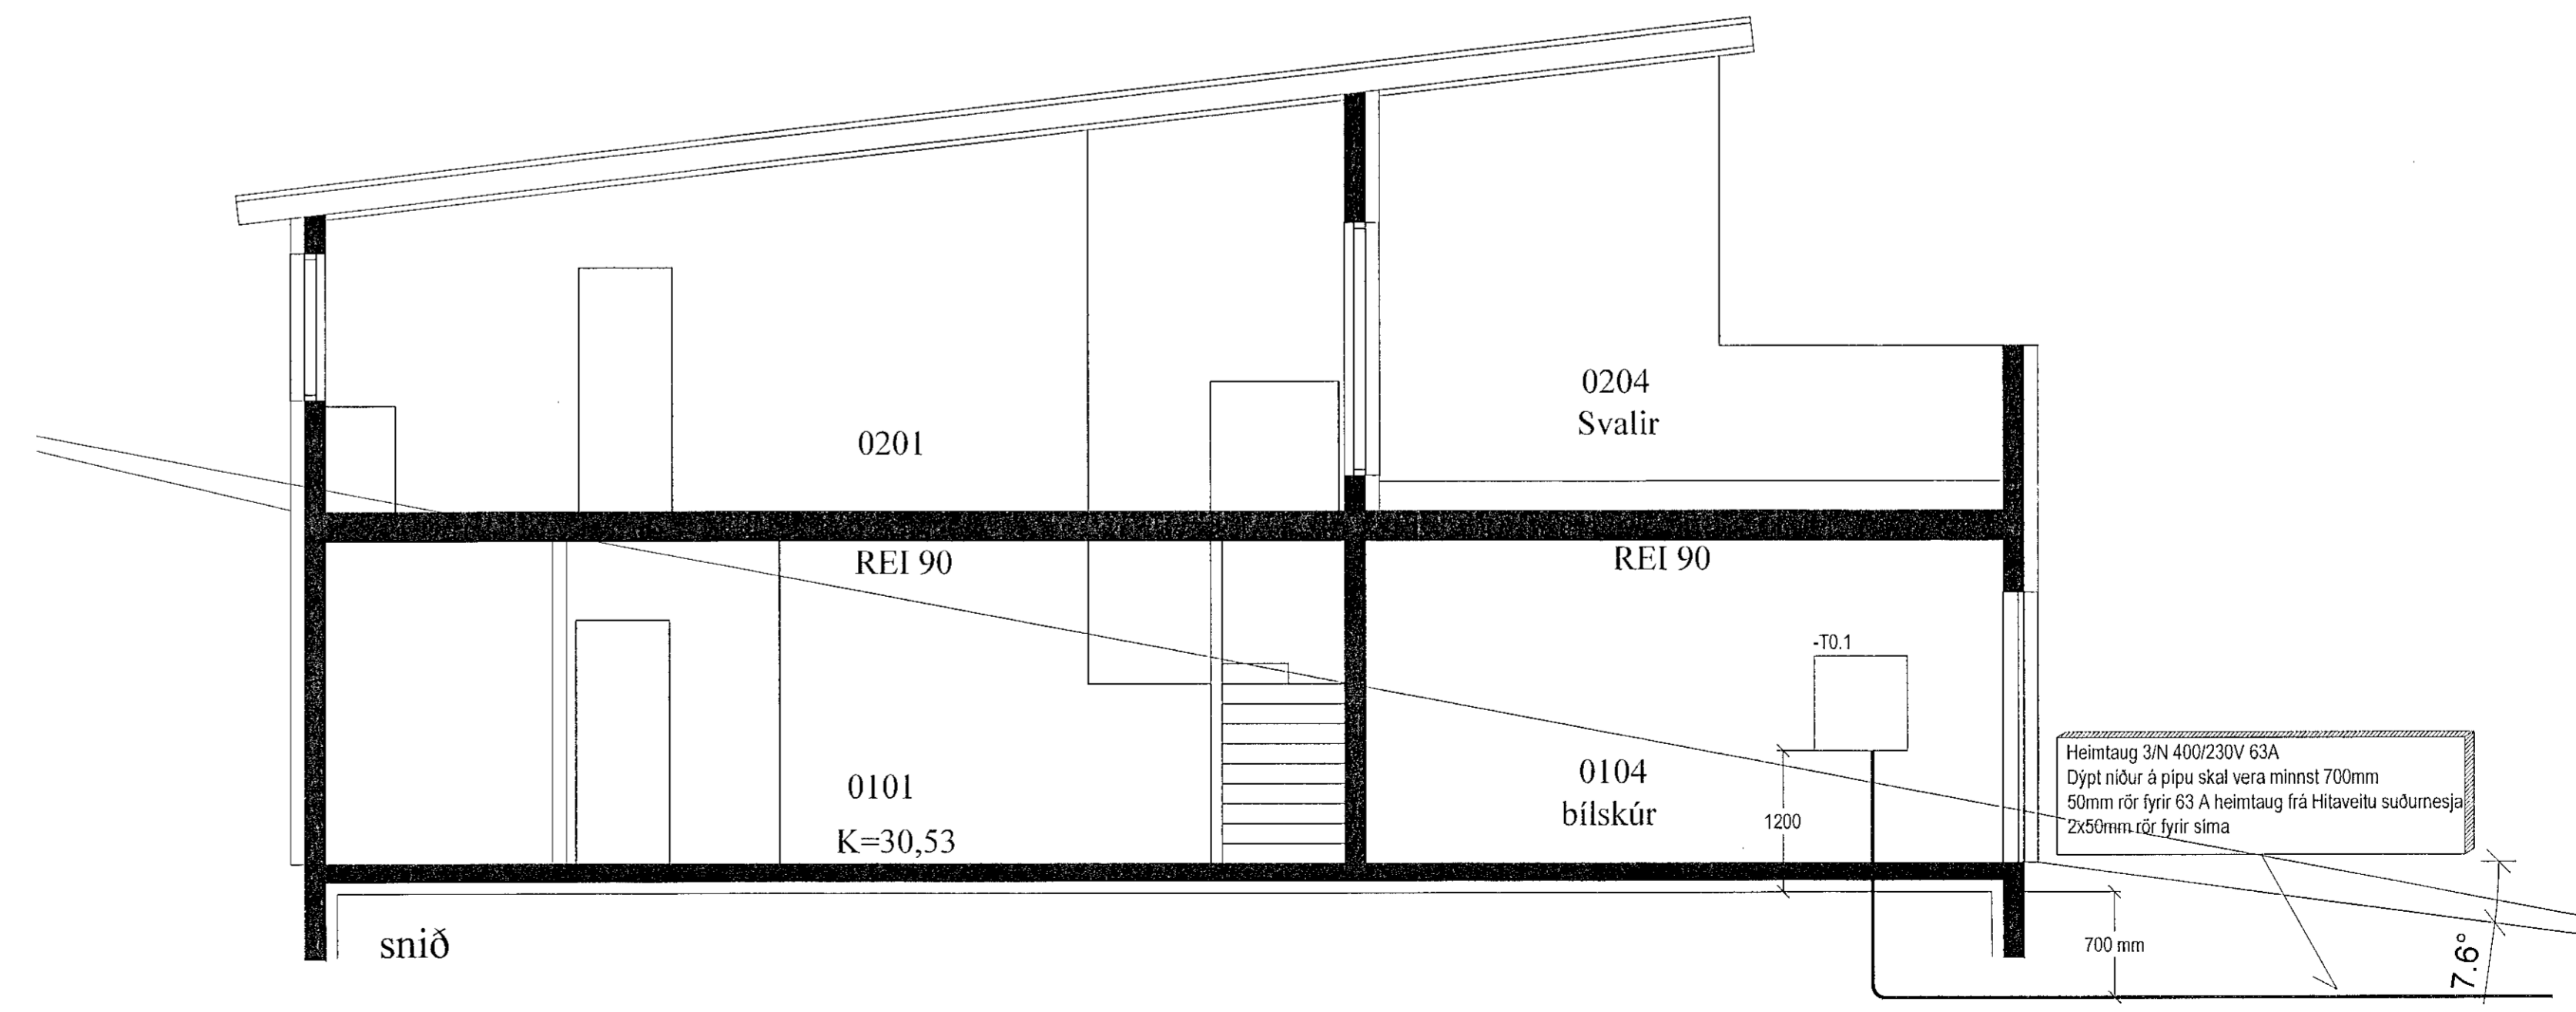 0204
Svalir
0201
REI 90
REI 90
-T0.1
Heimtaug 3/N 400/230V 63A
Dýpt niður á pípu skal vera minnst 700mm
50mm rör fyrir 63 A heimtaug frá Hitaveitu suðurnesja
2x50mm rör fyrir síma
0101
K=30,53
0104
bílskúr
1200
snið
700 mm
7.6°